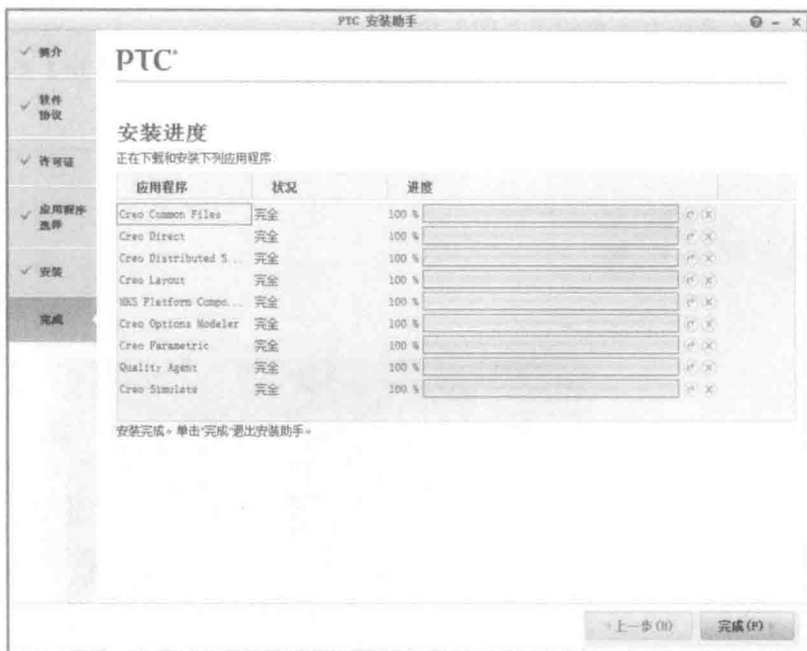 PTC 安装助手
简介
PTC®
软件
协议
安装进度
正在下载和安装下列应用程序:
许可证
应用程序 状况 进度
应用程序
选择
Creo Common Files 完全 100 %
Creo Direct 完全 100 %
Creo Distributed S... 完全 100 %
安装
Creo Layout 完全 100 %
MKS Platform Compo... 完全 100 %
完成
Creo Options Modeler 完全 100 %
Creo Parametric 完全 100 %
Quality Agent 完全 100 %
Creo Simulate 完全 100 %
安装完成。单击"完成"退出安装助手。
上一步(B) 完成(F)